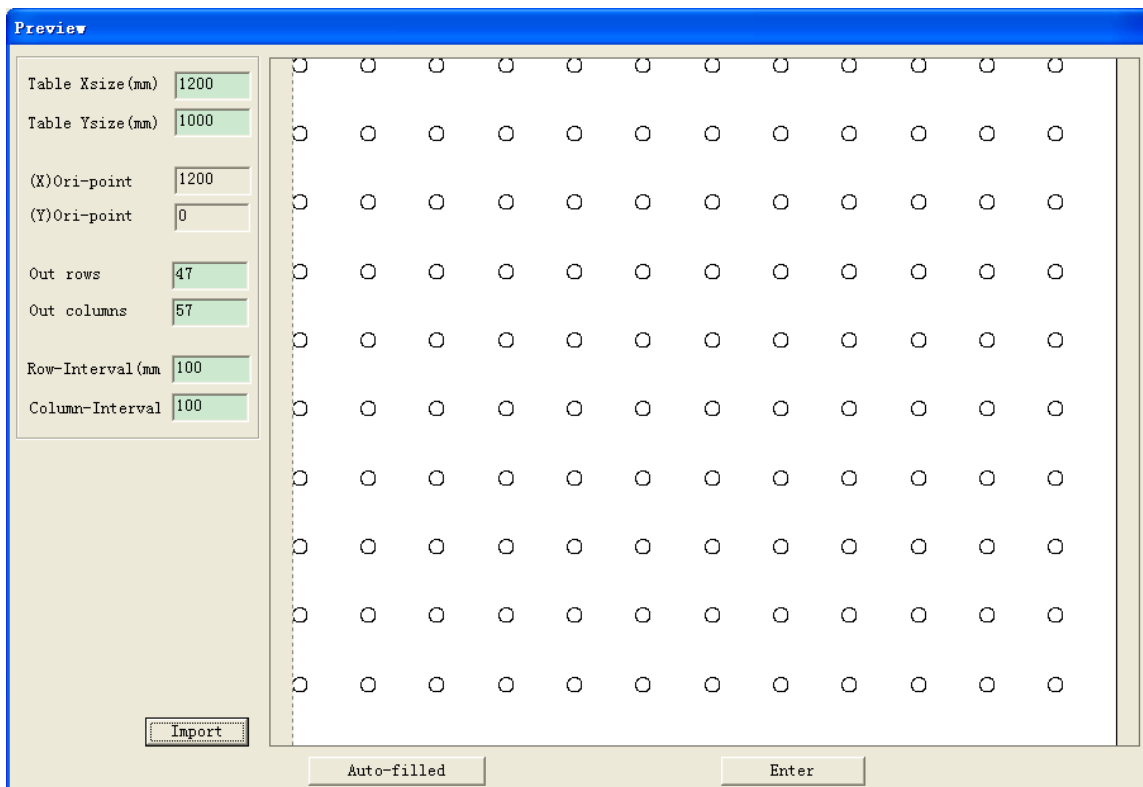 Preview
Table Xsize(mm) 1200
Table Ysize(mm) 1000
(X)Ori-point 1200
(Y)Ori-point 0
Out rows 47
Out columns 57
Row-Interval(mm 100
Column-Interval 100
Import
Auto-filled Enter